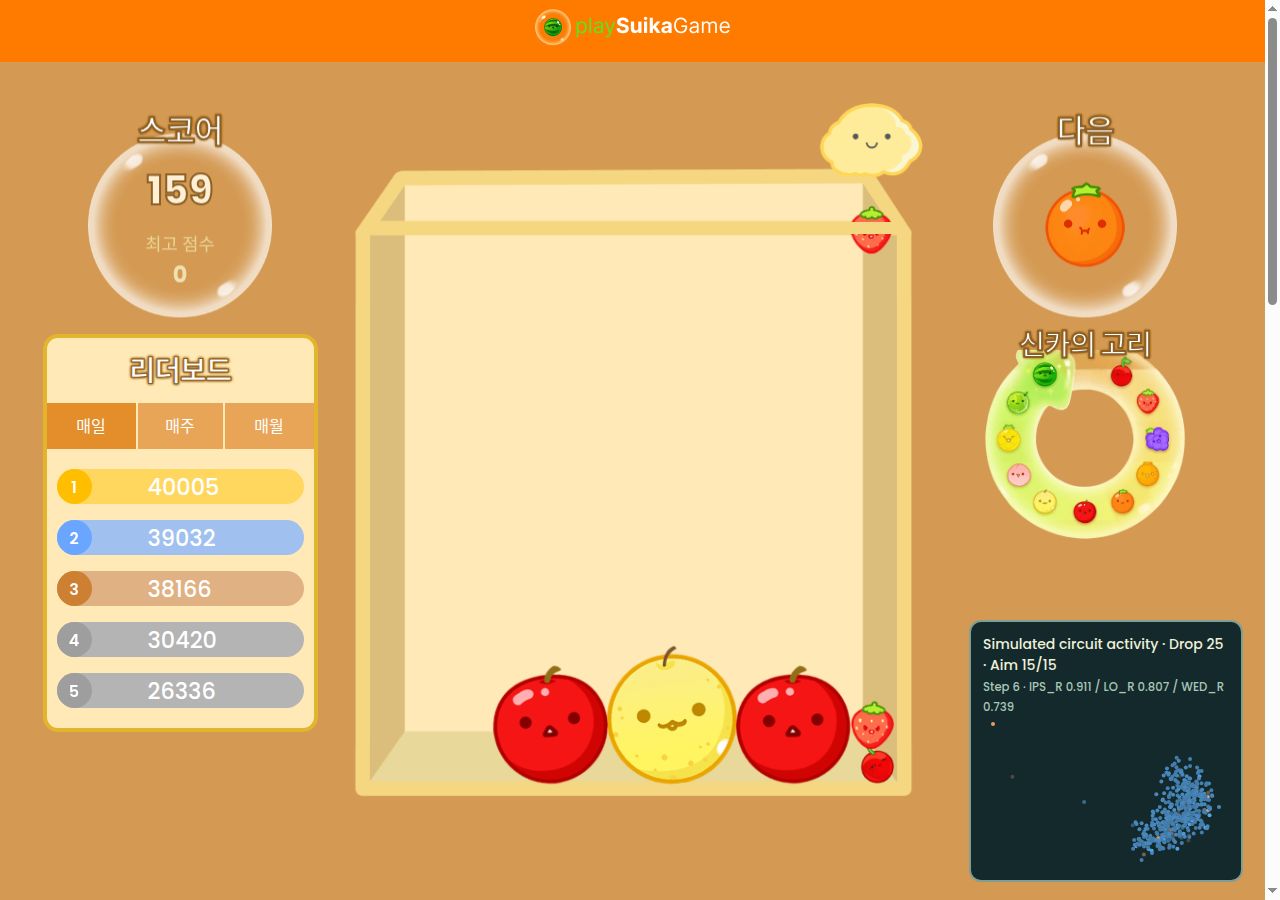 playSuikaGame
스코어
159
최고 점수
0
리더보드
매일 매주 매월
1 40005
2 39032
3 38166
4 30420
5 26336
다음
신카의 고리
Simulated circuit activity · Drop 25
· Aim 15/15
Step 6 · IPS_R 0.911 / LO_R 0.807 / WED_R
0.739